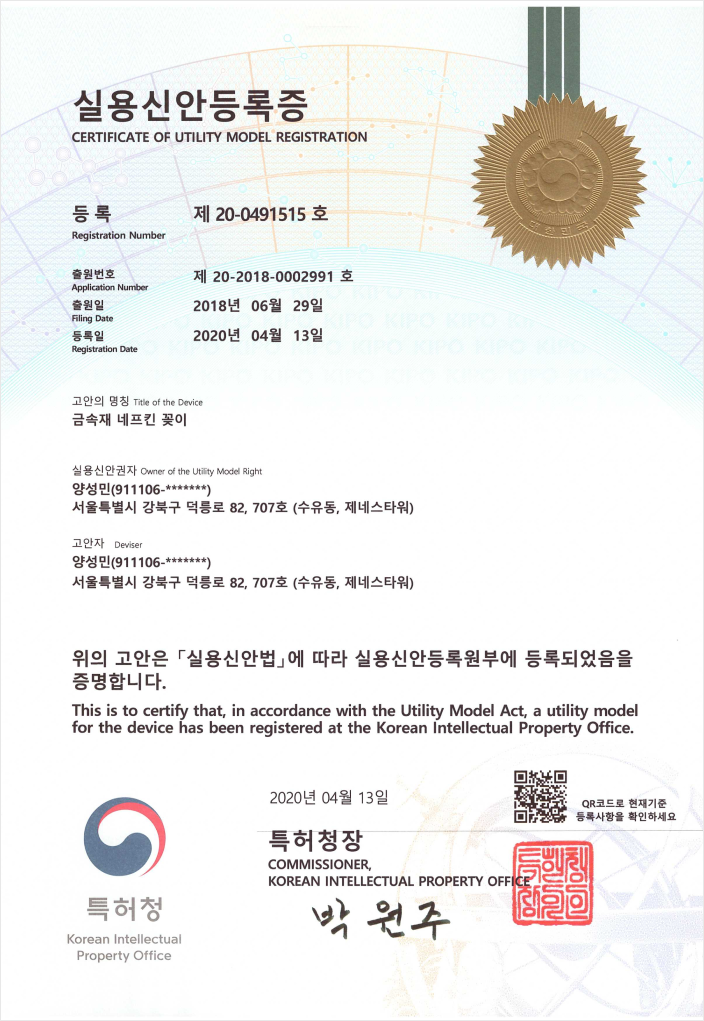 실용신안등록증
CERTIFICATE OF UTILITY MODEL REGISTRATION
등 록 제 20-0491515 호
Registration Number
출원번호 제 20-2018-0002991 호
Application Number
출원일 2018년 06월 29일
Filing Date
등록일 2020년 04월 13일
Registration Date
고안의 명칭 Title of the Device
금속재 네프킨 꽂이
실용신안권자 Owner of the Utility Model Right
양성민(911106-*******)
서울특별시 강북구 덕릉로 82, 707호 (수유동, 제네스타워)
고안자 Deviser
양성민(911106-*******)
서울특별시 강북구 덕릉로 82, 707호 (수유동, 제네스타워)
위의 고안은 「실용신안법」에 따라 실용신안등록원부에 등록되었음을
증명합니다.
This is to certify that, in accordance with the Utility Model Act, a utility model
for the device has been registered at the Korean Intellectual Property Office.
2020년 04월 13일
QR코드로 현재기준
등록사항을 확인하세요
특허청장
COMMISSIONER,
KOREAN INTELLECTUAL PROPERTY OFFICE
박원주
특허청
Korean Intellectual
Property Office